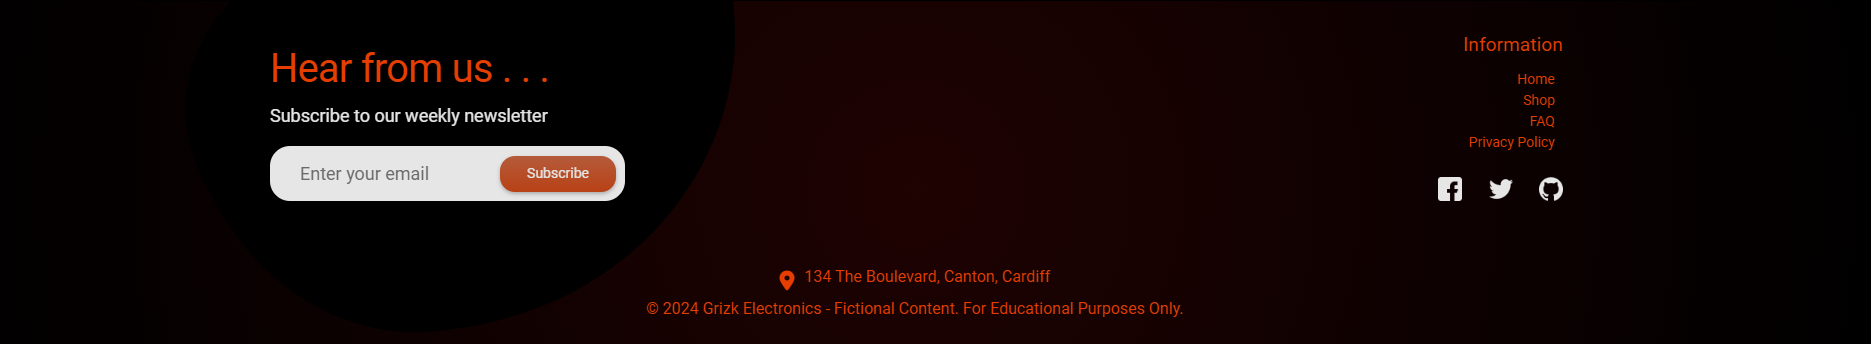 Hear from us . . .
Subscribe to our weekly newsletter
Enter your email
Subscribe
Information
Home
Shop
FAQ
Privacy Policy
134 The Boulevard, Canton, Cardiff
© 2024 Grizk Electronics - Fictional Content. For Educational Purposes Only.